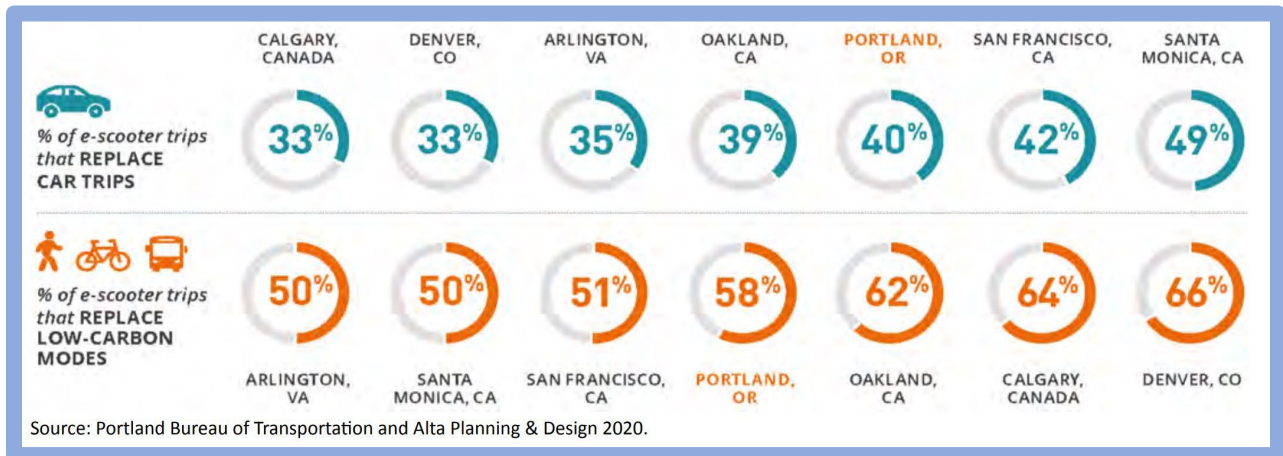 CALGARY,
CANADA
DENVER,
CO
ARLINGTON,
VA
OAKLAND,
CA
PORTLAND,
OR
SAN FRANCISCO,
CA
SANTA
MONICA, CA
% of e-scooter trips
that REPLACE
CAR TRIPS
33%
33%
35%
39%
40%
42%
49%
% of e-scooter trips
that REPLACE
LOW-CARBON
MODES
50%
50%
51%
58%
62%
64%
66%
ARLINGTON,
VA
SANTA
MONICA, CA
SAN FRANCISCO,
CA
PORTLAND,
OR
OAKLAND,
CA
CALGARY,
CANADA
DENVER, CO
Source: Portland Bureau of Transportation and Alta Planning & Design 2020.